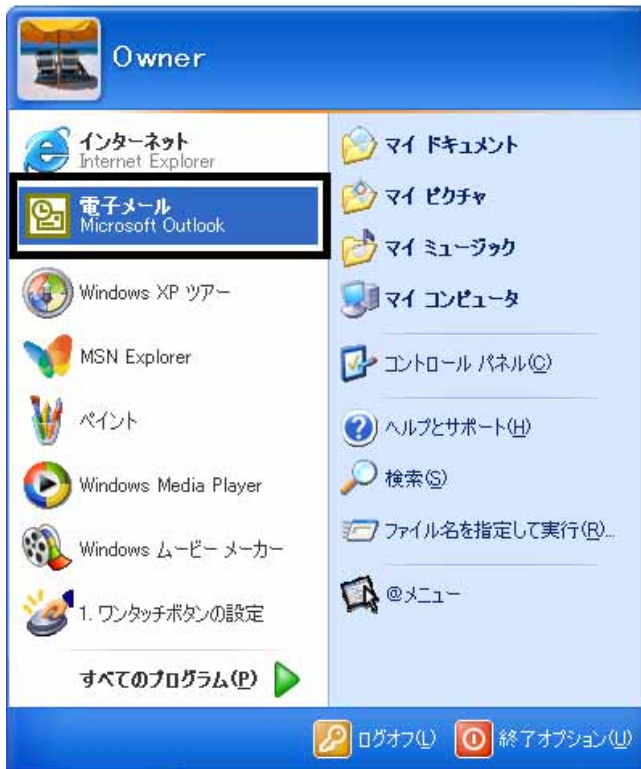 Owner
インターネット
Internet Explorer
電子メール
Microsoft Outlook
Windows XP ツアー
MSN Explorer
ペイント
Windows Media Player
Windows ムービー メーカー
1. ワンタッチボタンの設定
すべてのプログラム(P)
マイ ドキュメント
マイ ピクチャ
マイ ミュージック
マイ コンピュータ
コントロール パネル(C)
ヘルプとサポート(H)
検索(S)
ファイル名を指定して実行(R)...
@メニュー
ログオフ(L)
終了オプション(U)